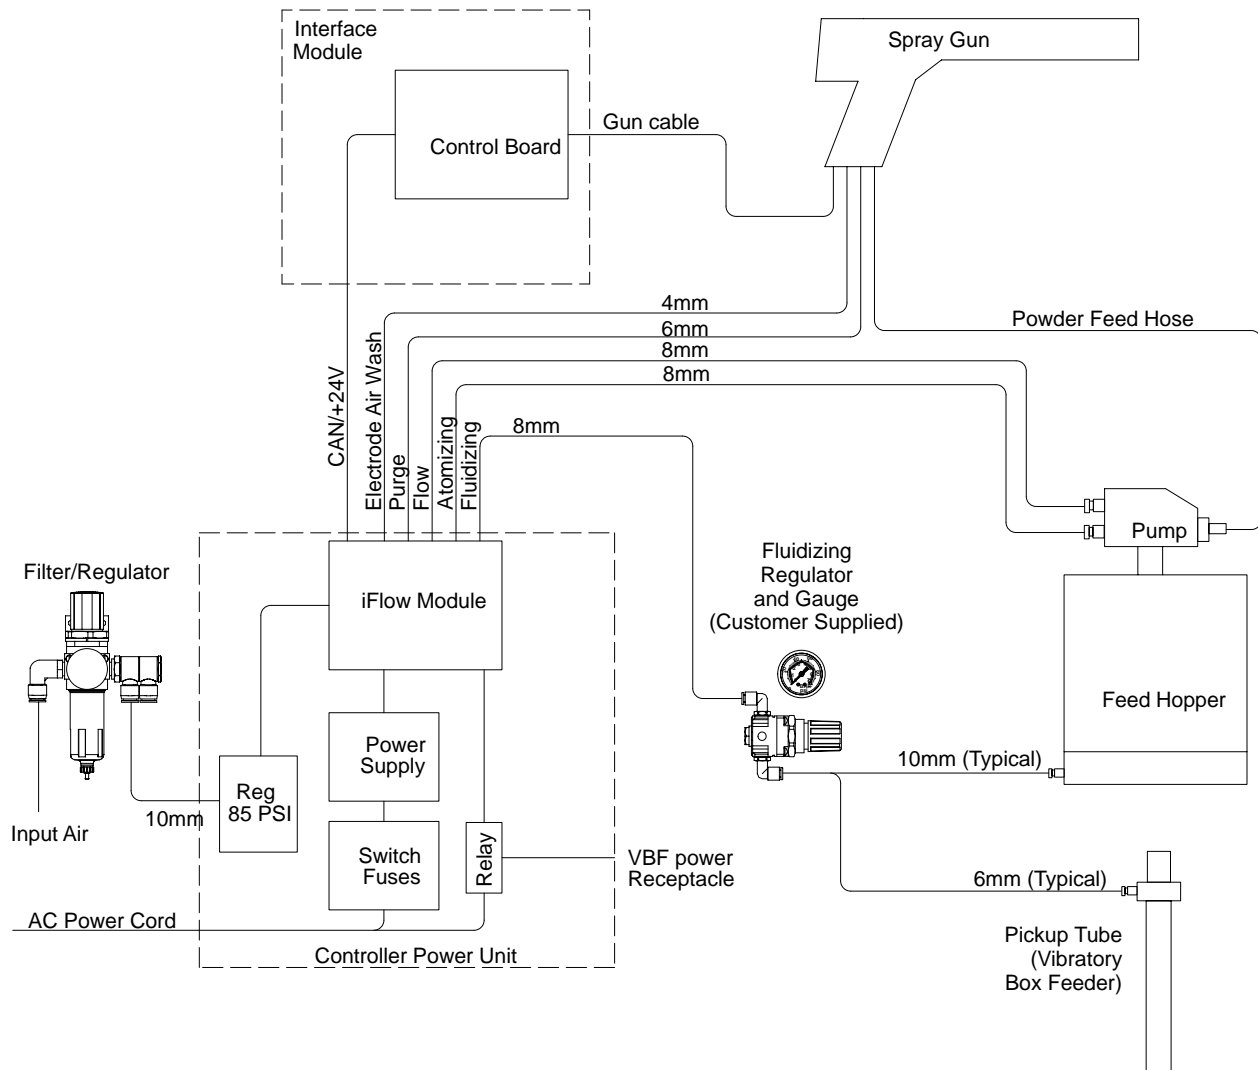 Interface
Module
Spray Gun
Control Board
Gun cable
4mm
6mm
8mm
8mm
8mm
Powder Feed Hose
CAN/+24V
Electrode Air Wash
Purge
Flow
Atomizing
Fluidizing
Pump
Filter/Regulator
iFlow Module
Fluidizing
Regulator
and Gauge
(Customer Supplied)
Feed Hopper
Power
Supply
Reg
85 PSI
10mm
Input Air
10mm (Typical)
Switch
Fuses
Relay
VBF power
Receptacle
6mm (Typical)
AC Power Cord
Controller Power Unit
Pickup Tube
(Vibratory
Box Feeder)